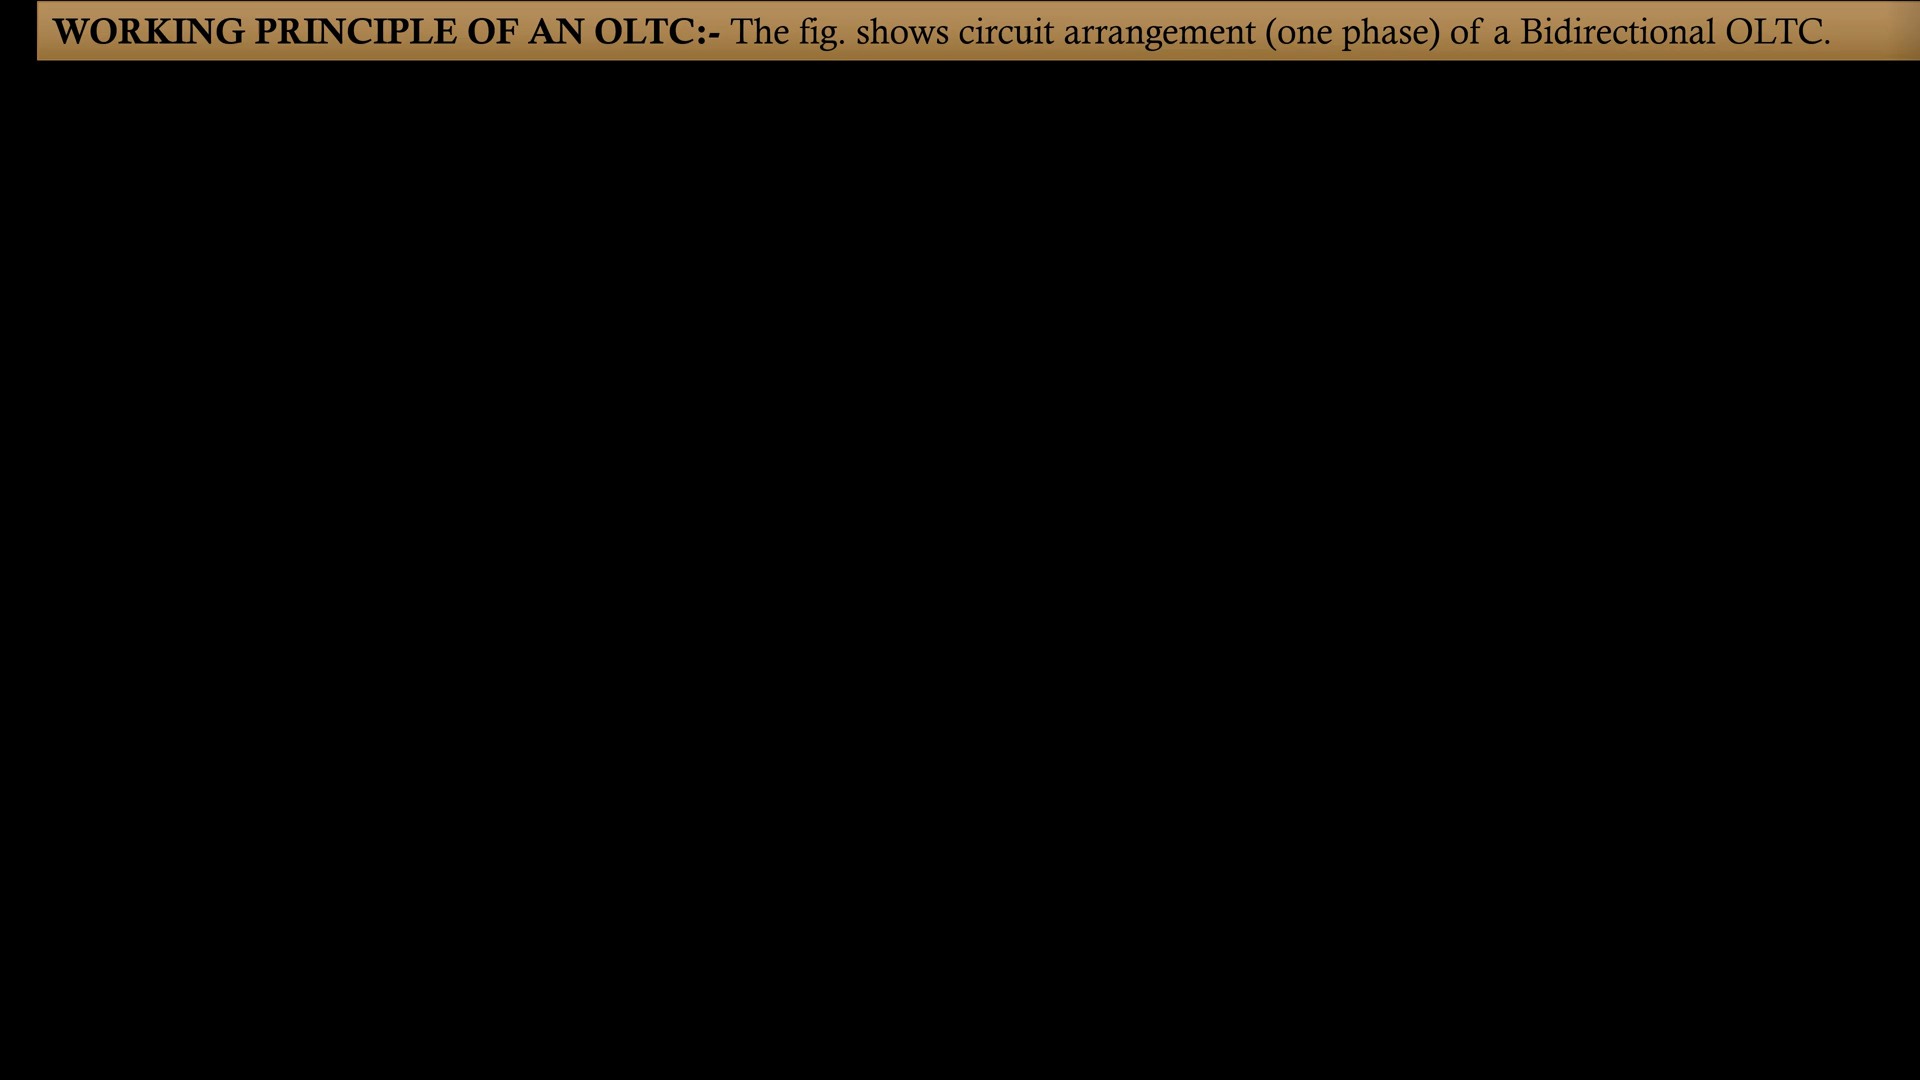 WORKING PRINCIPLE OF AN OLTC:- The fig. shows circuit arrangement (one phase) of a Bidirectional OLTC.